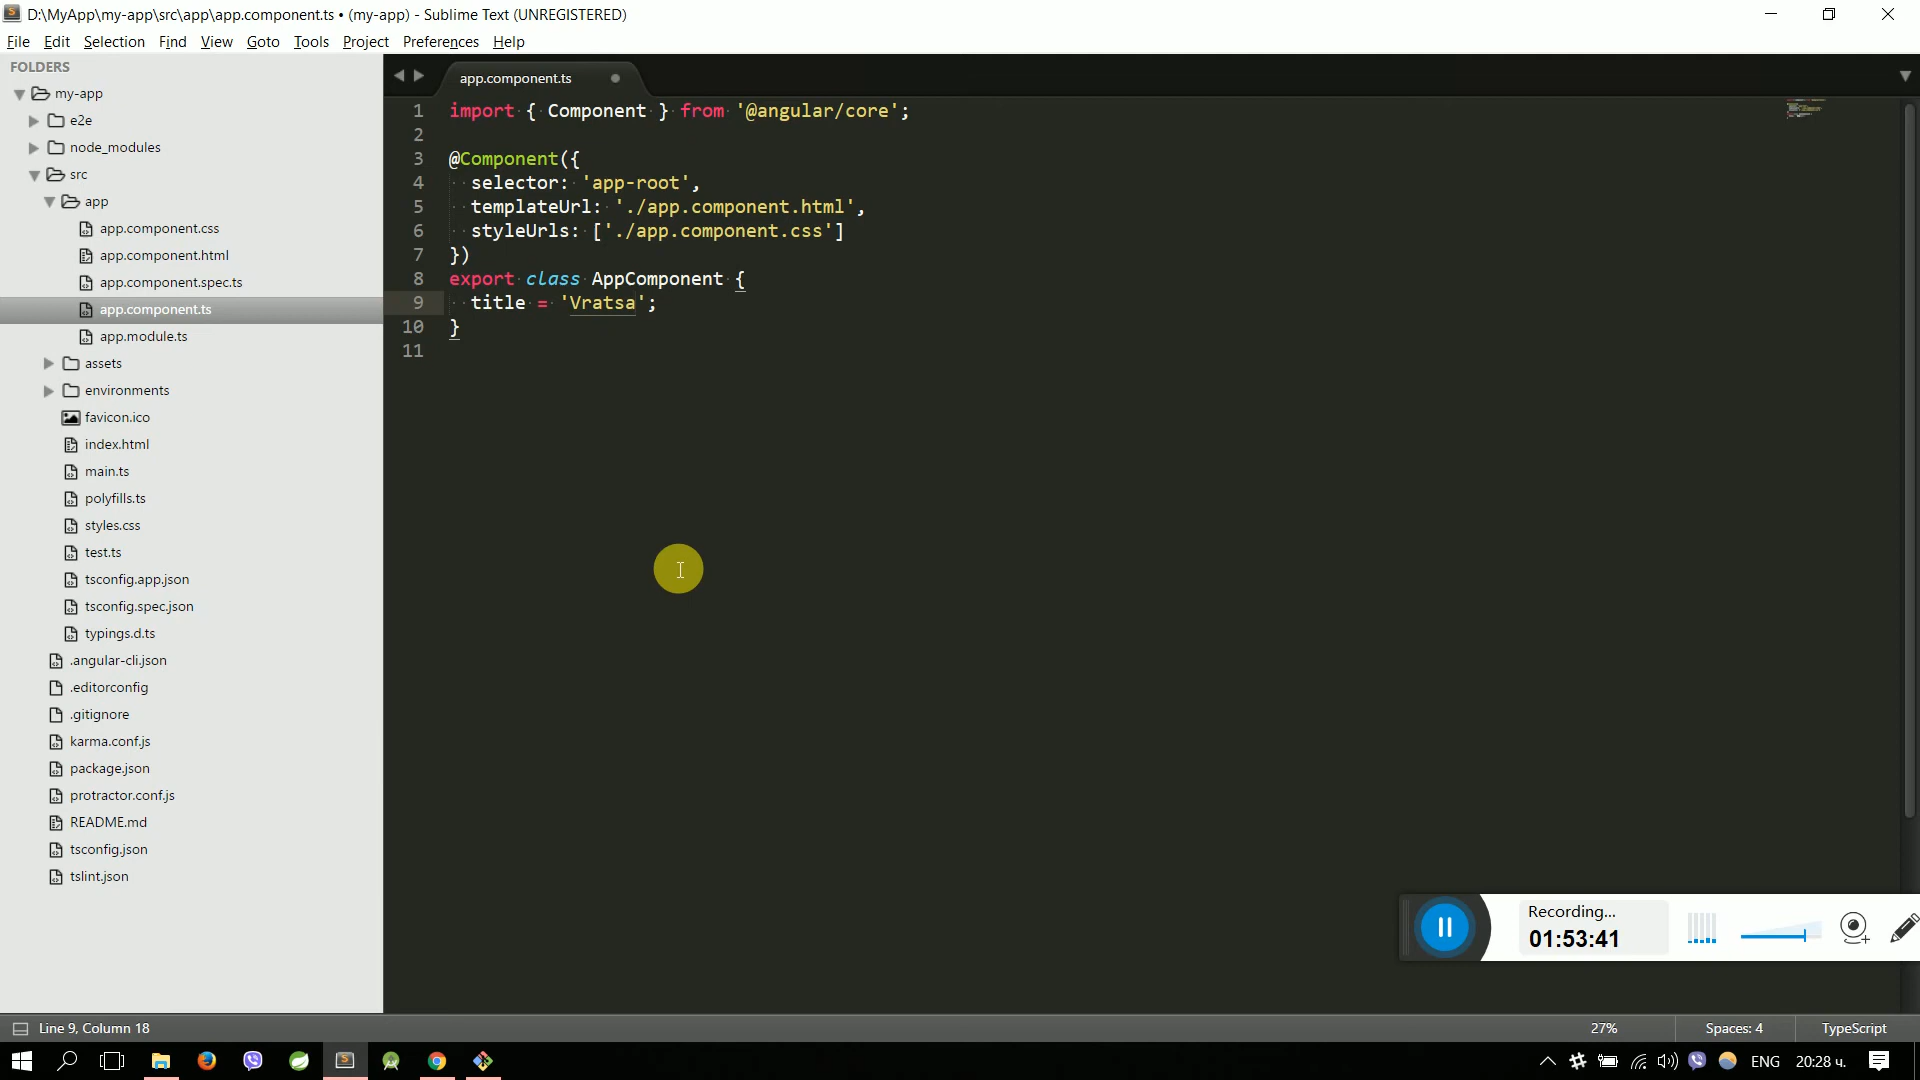 D:\MyApp\my-app\src\app\app.component.ts • (my-app) - Sublime Text (UNREGISTERED)
File Edit Selection Find View Goto Tools Project Preferences Help
FOLDERS
my-app
e2e
node_modules
src
app
app.component.css
app.component.html
app.component.spec.ts
app.component.ts
app.module.ts
assets
environments
favicon.ico
index.html
main.ts
polyfills.ts
styles.css
test.ts
tsconfig.app.json
tsconfig.spec.json
typings.d.ts
.angular-cli.json
.editorconfig
.gitignore
karma.conf.js
package.json
protractor.conf.js
README.md
tsconfig.json
tslint.json
app.component.ts
1 import { Component } from '@angular/core';
2
3 @Component({
4   selector: 'app-root',
5   templateUrl: './app.component.html',
6   styleUrls: ['./app.component.css']
7 })
8 export class AppComponent {
9   title = 'Vratsa';
10 }
11
Recording...
01:53:41
Line 9, Column 18
27%
Spaces: 4
TypeScript
ENG
20:28 ч.